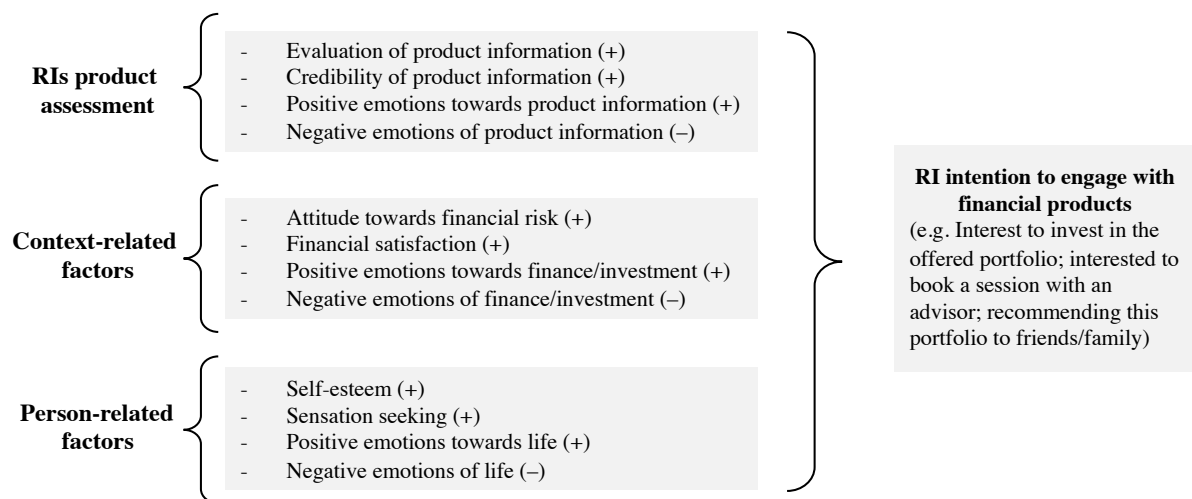 RIs product
assessment
- Evaluation of product information (+)
- Credibility of product information (+)
- Positive emotions towards product information (+)
- Negative emotions of product information (–)
Context-related
factors
- Attitude towards financial risk (+)
- Financial satisfaction (+)
- Positive emotions towards finance/investment (+)
- Negative emotions of finance/investment (–)
Person-related
factors
- Self-esteem (+)
- Sensation seeking (+)
- Positive emotions towards life (+)
- Negative emotions of life (–)
RI intention to engage with
financial products
(e.g. Interest to invest in the
offered portfolio; interested to
book a session with an
advisor; recommending this
portfolio to friends/family)